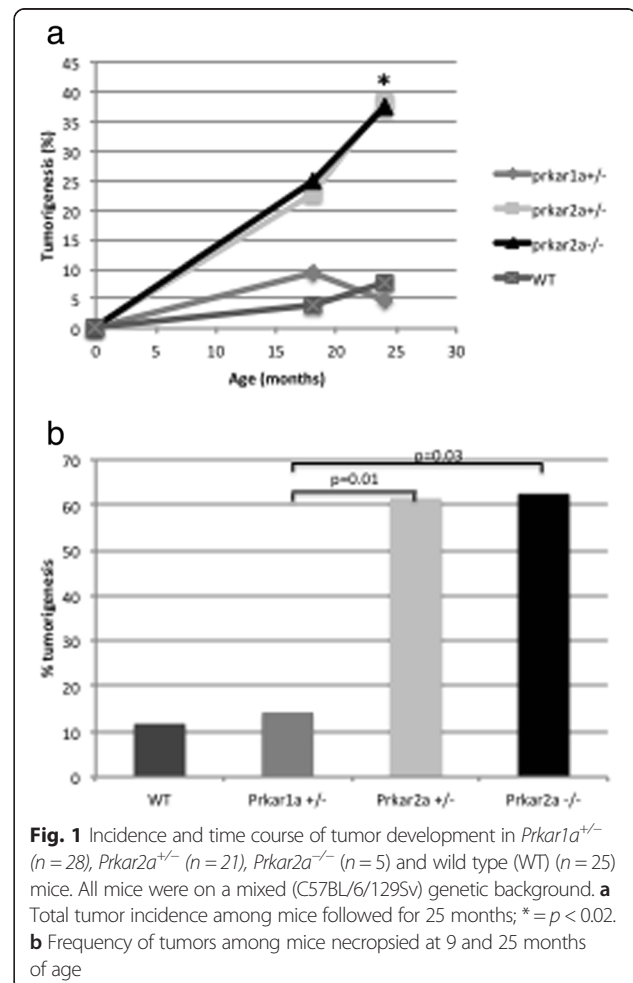 a
45
40
35
30
25
20
15
10
5
0
Tumorigenesis (%)
*
0 5 10 15 20 25 30
Age (months)
prkar1a+/-
prkar2a+/-
prkar2a-/-
WT
b
70
60
50
40
30
20
10
0
% tumorigenesis
p=0.03
p=0.01
WT Prkar1a +/- Prkar2a +/- Prkar2a -/-
Fig. 1 Incidence and time course of tumor development in Prkar1a+/−
(n = 28), Prkar2a+/− (n = 21), Prkar2a−/− (n = 5) and wild type (WT) (n = 25)
mice. All mice were on a mixed (C57BL/6/129Sv) genetic background. a
Total tumor incidence among mice followed for 25 months; * = p < 0.02.
b Frequency of tumors among mice necropsied at 9 and 25 months
of age